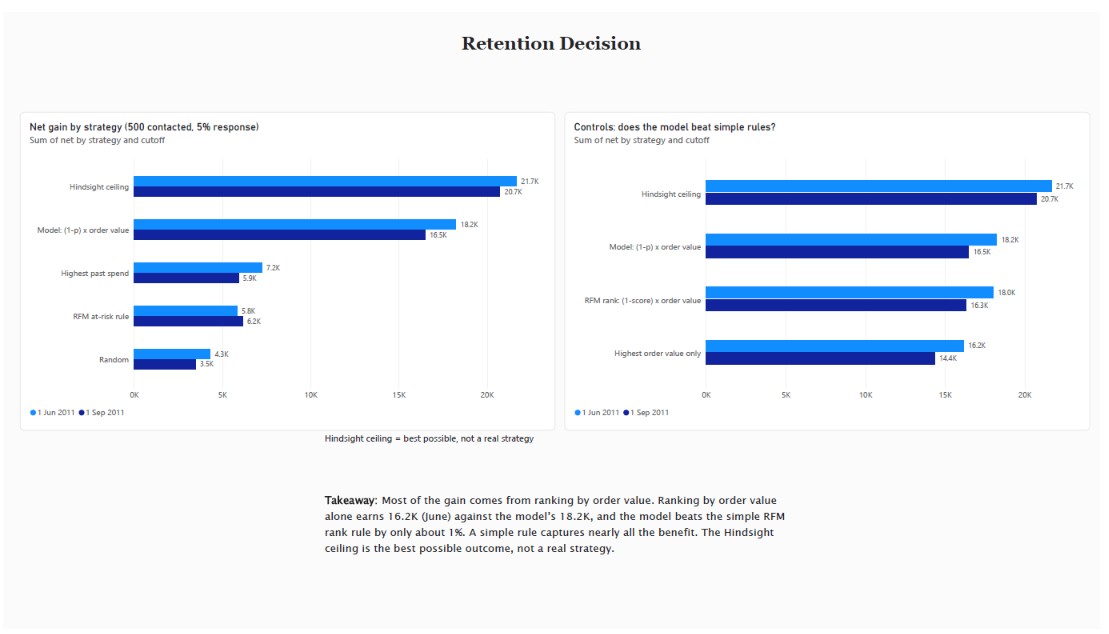 Retention Decision
Net gain by strategy (500 contacted, 5% response)
Sum of net by strategy and cutoff
Hindsight ceiling
21.7K
20.7K
Model: (1-p) x order value
18.2K
16.5K
Highest past spend
7.2K
5.9K
RFM at-risk rule
5.8K
6.2K
Random
4.3K
3.5K
0K 5K 10K 15K 20K
1 Jun 2011 1 Sep 2011
Controls: does the model beat simple rules?
Sum of net by strategy and cutoff
Hindsight ceiling
21.7K
20.7K
Model: (1-p) x order value
18.2K
16.5K
RFM rank: (1-score) x order value
18.0K
16.3K
Highest order value only
16.2K
14.4K
0K 5K 10K 15K 20K
1 Jun 2011 1 Sep 2011
Hindsight ceiling = best possible, not a real strategy
Takeaway: Most of the gain comes from ranking by order value. Ranking by order value
alone earns 16.2K (June) against the model's 18.2K, and the model beats the simple RFM
rank rule by only about 1%. A simple rule captures nearly all the benefit. The Hindsight
ceiling is the best possible outcome, not a real strategy.